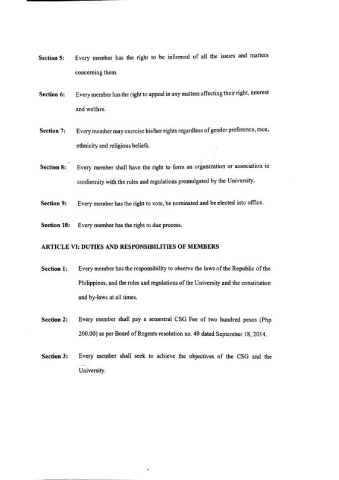 Section 5: Every member has the right to be informed of all the issues and matters
concerning them.
Section 6: Every member has the right to appeal in any matters affecting their right, interest
and welfare.
Section 7: Every member may exercise his/her rights regardless of gender preference, race,
ethnicity and religious beliefs.
Section 8: Every member shall have the right to form an organization or association in
conformity with the rules and regulations promulgated by the University.
Section 9: Every member has the right to vote, be nominated and be elected into office.
Section 10: Every member has the right to due process.
ARTICLE VI: DUTIES AND RESPONSIBILITIES OF MEMBERS
Section 1: Every member has the responsibility to observe the laws of the Republic of the
Philippines, and the rules and regulations of the University and the constitution
and by-laws at all times.
Section 2: Every member shall pay a semestral CSG Fee of two hundred pesos (Php
200.00) as per Board of Regents resolution no. 49 dated September 18, 2014.
Section 3: Every member shall seek to achieve the objectives of the CSG and the
University.